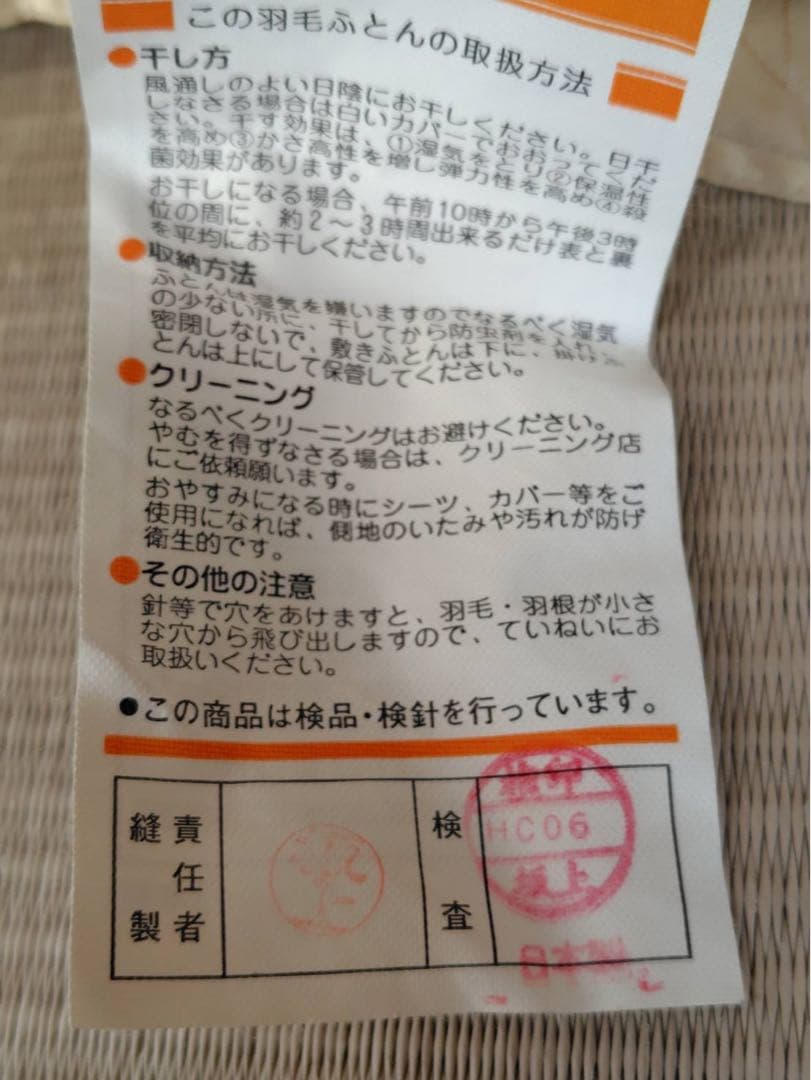 この羽毛ふとんの取扱方法
●干し方
風通しのよい日陰にお干しください。日干
しなさる場合は白いカバーでおおってくだ
さい。干す効果は、①湿気をとり②保温性
を高め③かさ高性を増し弾力性を高め④殺
菌効果があります。
お干しになる場合、午前10時から午後3時
位の間に、約2～3時間出来るだけ表と裏
を平均にお干しください。
●収納方法
ふとんは湿気を嫌いますのでなるべく湿気
の少ない所に、干してから防虫剤を入れ、
密閉しないで、敷きふとんは下に、掛けふ
とんは上にして保管してください。
●クリーニング
なるべくクリーニングはお避けください。
やむを得ずなさる場合は、クリーニング店
にご依頼願います。
おやすみになる時にシーツ、カバー等をご
使用になれば、側地のいたみや汚れが防げ
衛生的です。
●その他の注意
針等で穴をあけますと、羽毛・羽根が小さ
な穴から飛び出しますので、ていねいにお
取扱いください。
●この商品は検品・検針を行っています。
縫製
責任者
検査
検印
HC06
上